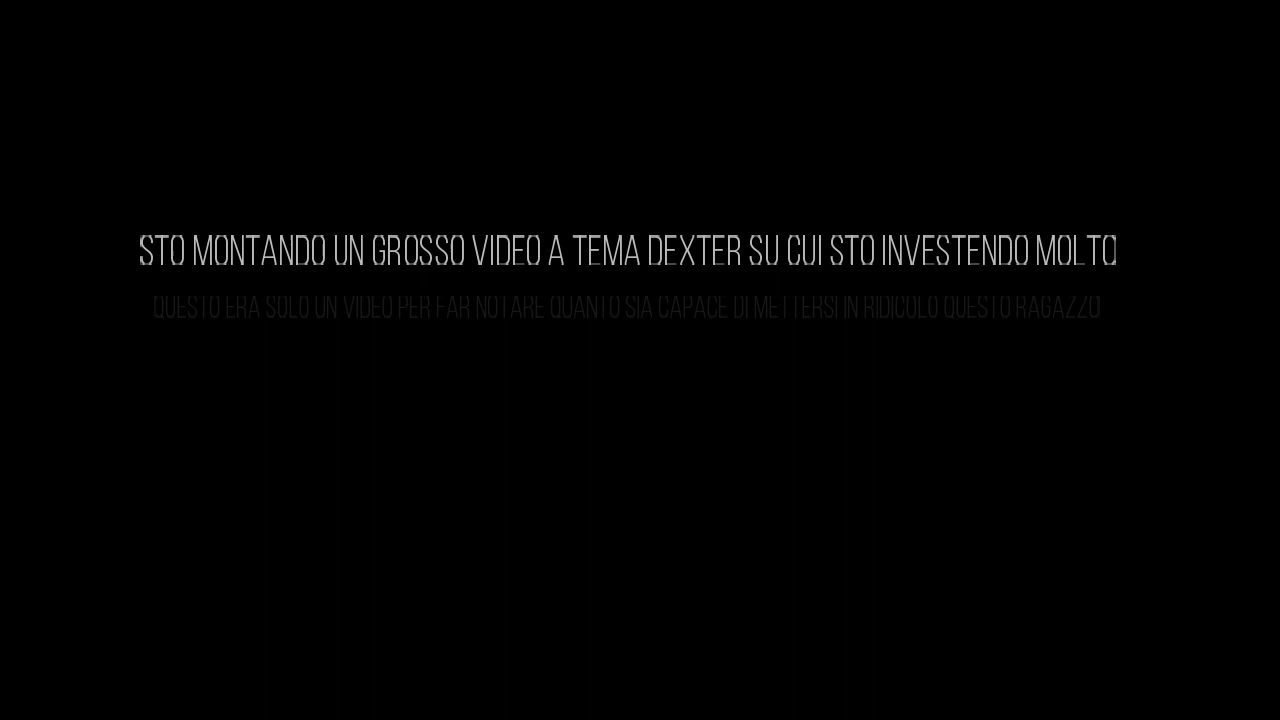 STO MONTANDO UN GROSSO VIDEO A TEMA DEXTER SU CUI STO INVESTENDO MOLTO
QUESTO ERA SOLO UN VIDEO PER FAR NOTARE QUANTO SIA CAPACE DI METTERSI IN RIDICOLO QUESTO RAGAZZO